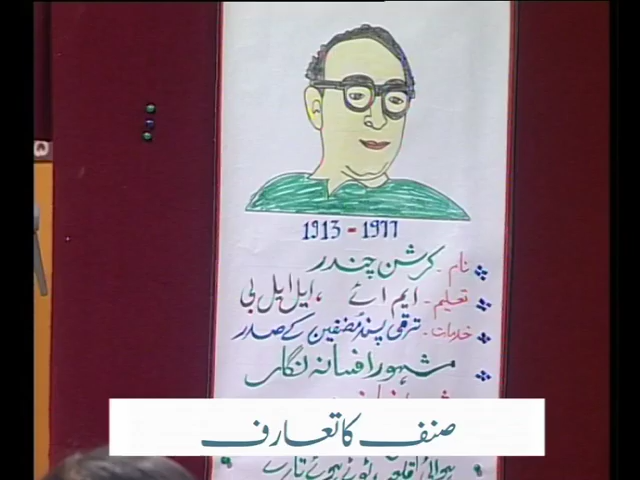 1913 - 1977
نام - کرشن چندر
تعلیم - ایم اے ، ایل ایل بی
خدمات - ترقی پسند مصنفین کے صدر
مشہور افسانہ نگار
صنف کا تعارف